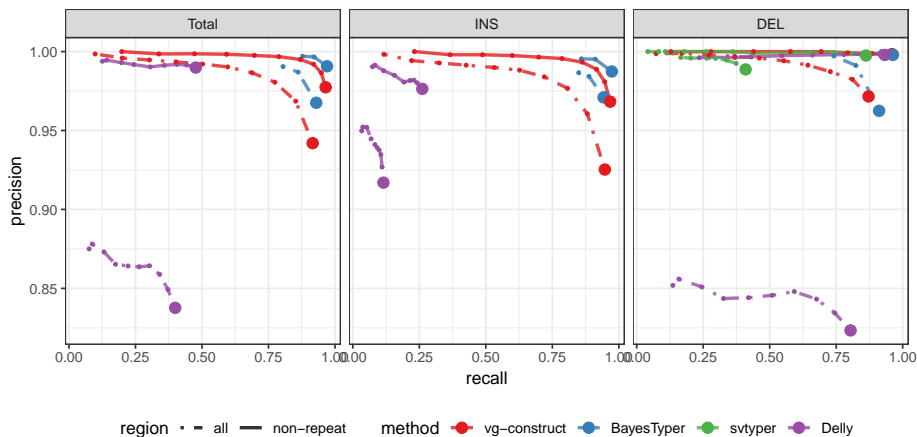 Total INS DEL
1.00
0.95
0.90
0.85
precision
0.00 0.25 0.50 0.75 1.00 0.00 0.25 0.50 0.75 1.00 0.00 0.25 0.50 0.75 1.00
recall
region all non−repeat method vg−construct BayesTyper svtyper Delly